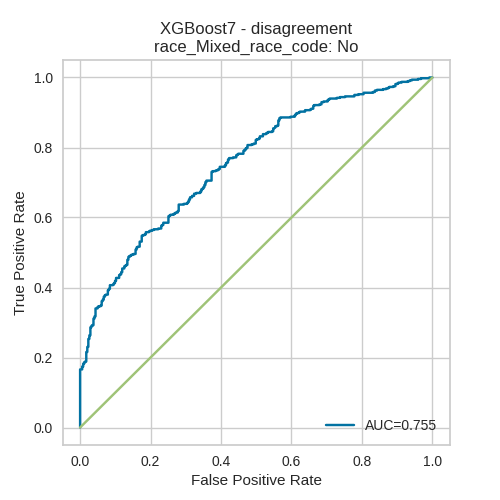 XGBoost7 - disagreement
race_Mixed_race_code: No
1.0
0.8
0.6
0.4
0.2
0.0
True Positive Rate
AUC=0.755
0.0 0.2 0.4 0.6 0.8 1.0
False Positive Rate